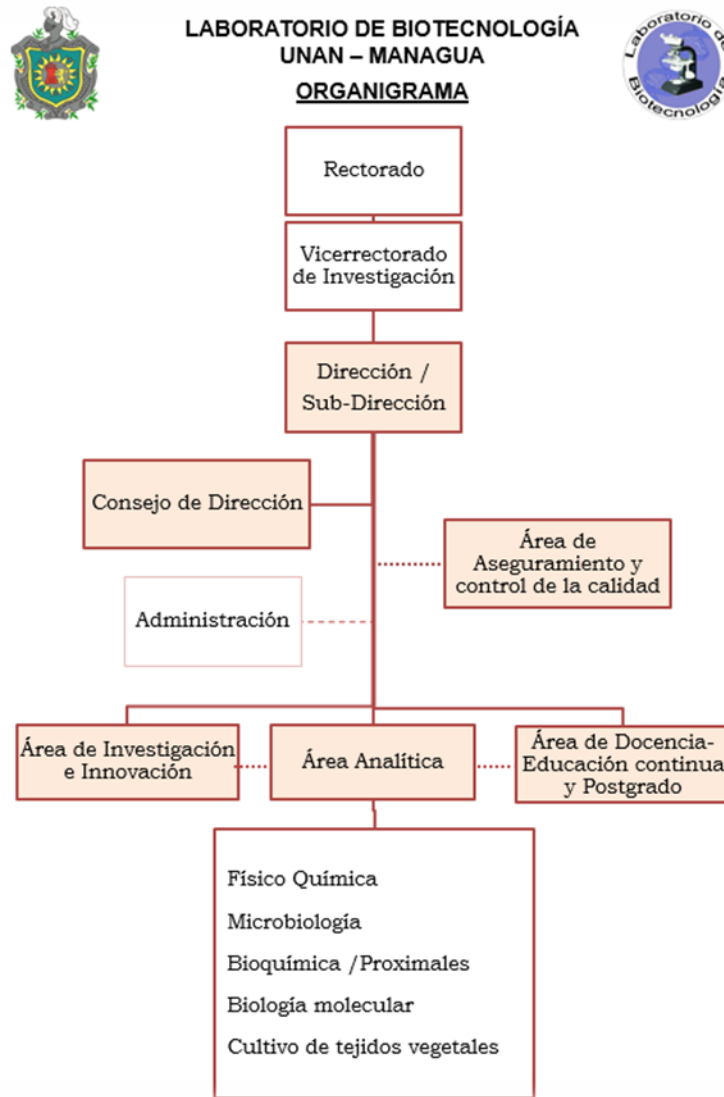 LABORATORIO DE BIOTECNOLOGÍA
UNAN – MANAGUA
ORGANIGRAMA
Laboratorio de
Biotecnología
Rectorado
Vicerrectorado
de Investigación
Dirección /
Sub-Dirección
Consejo de Dirección
Área de
Aseguramiento y
control de la calidad
Administración
Área de Investigación
e Innovación
Área Analítica
Área de Docencia-
Educación continua
y Postgrado
Físico Química
Microbiología
Bioquímica /Proximales
Biología molecular
Cultivo de tejidos vegetales